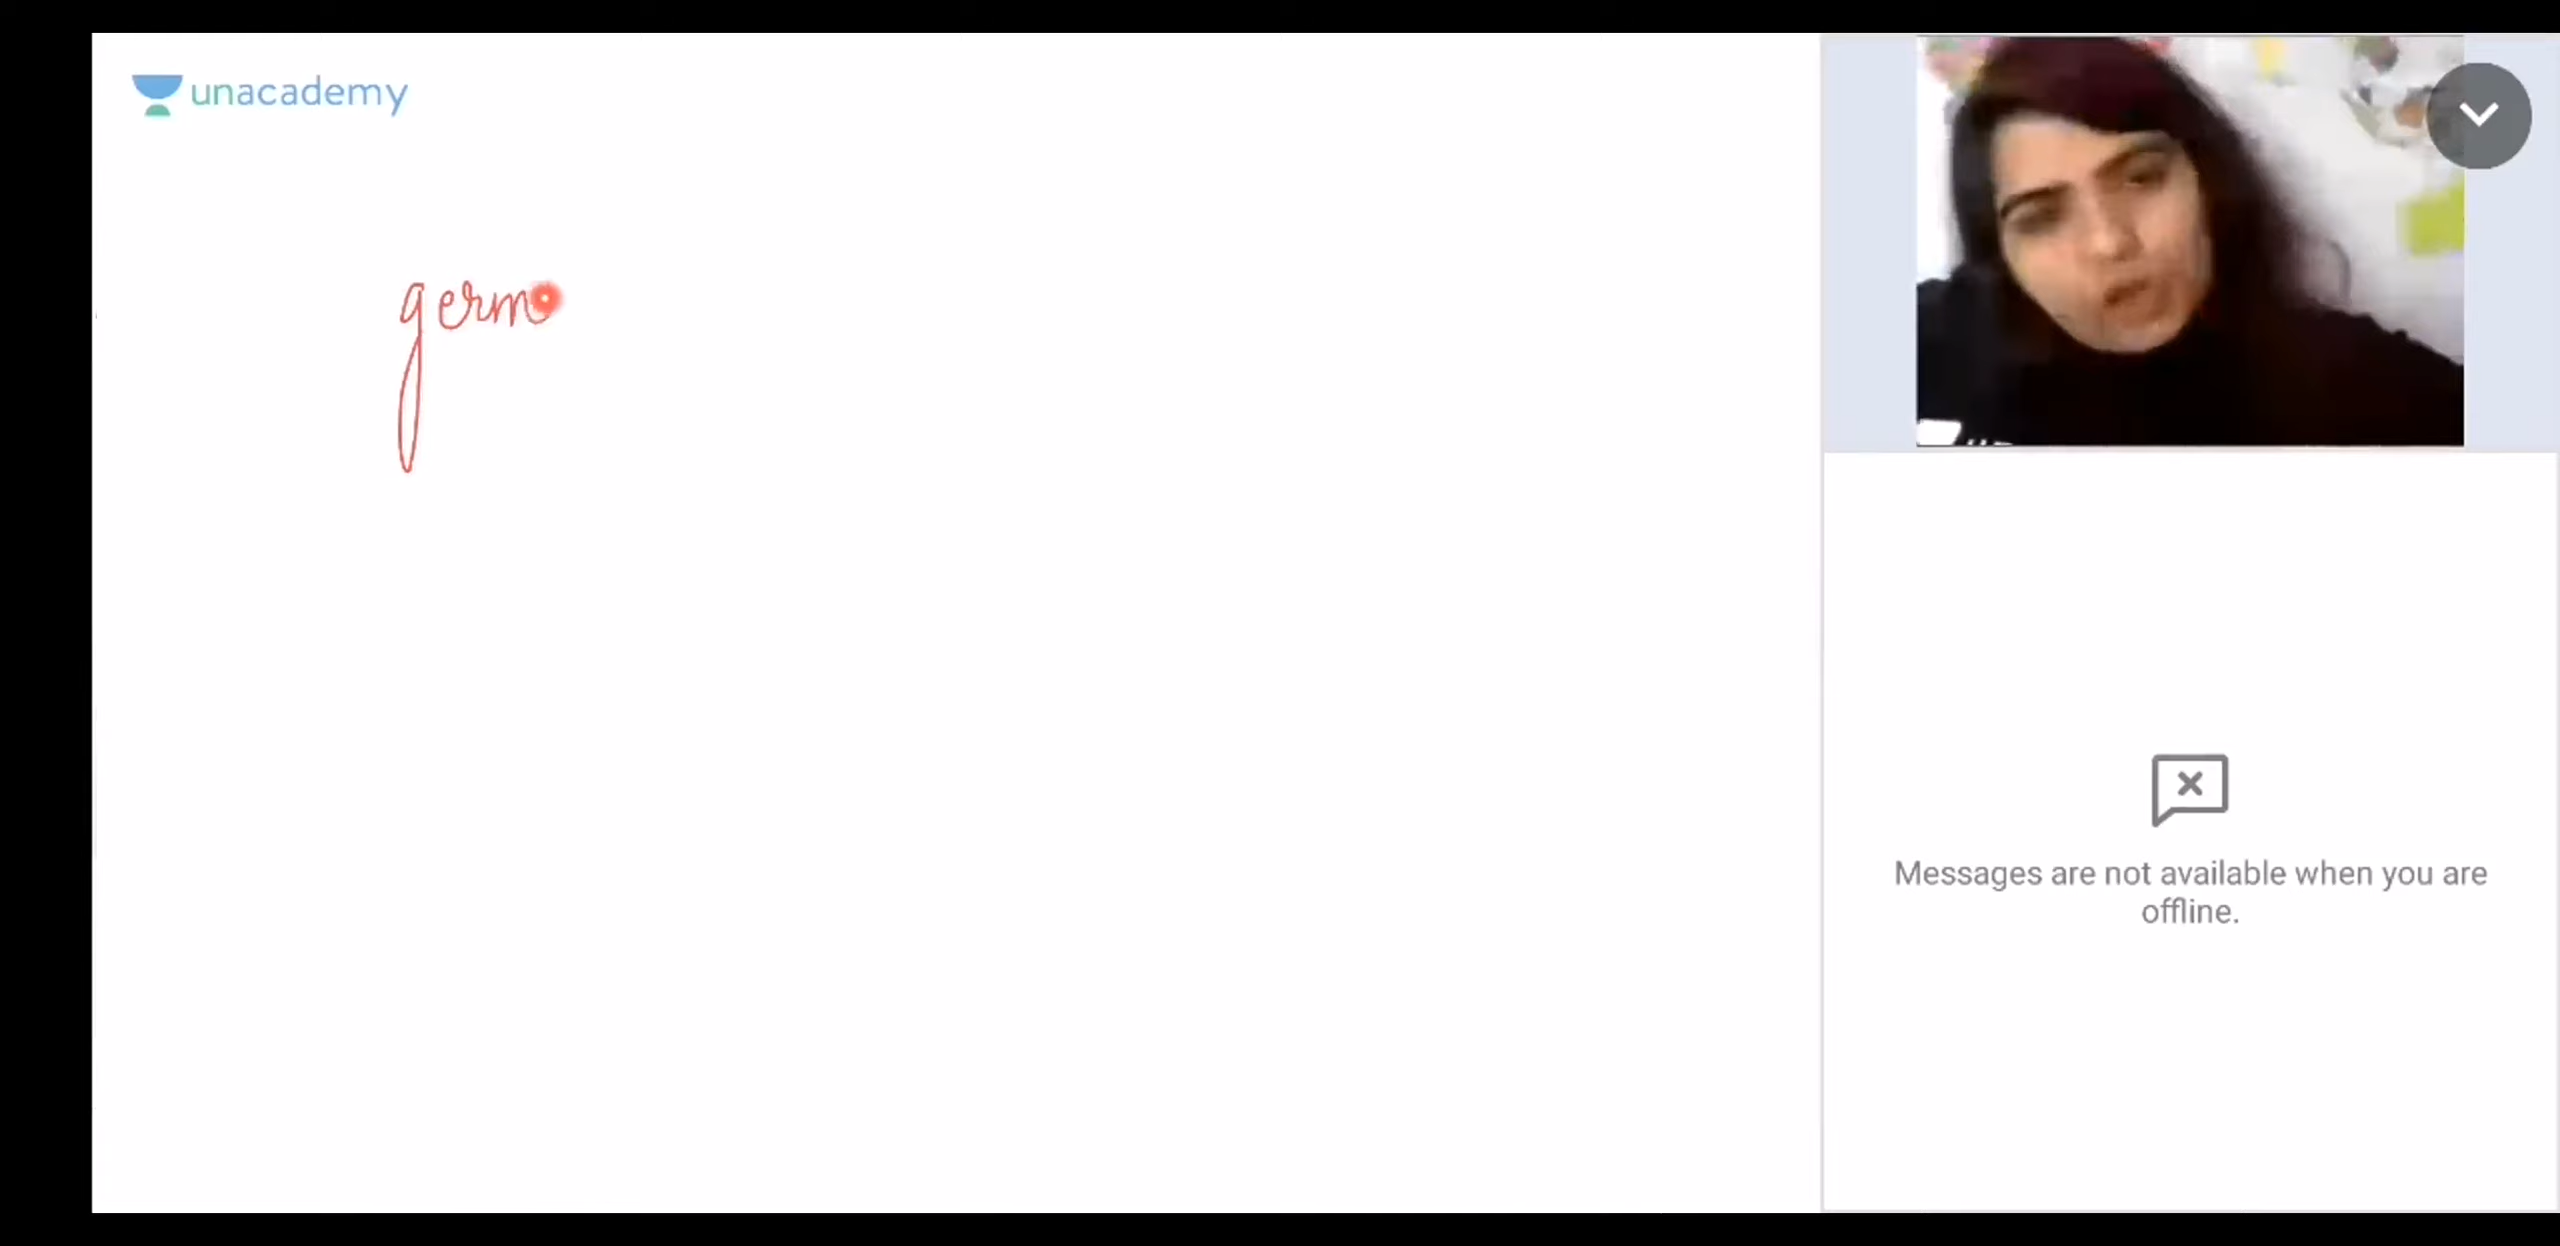 unacademy
germ
Messages are not available when you are
offline.